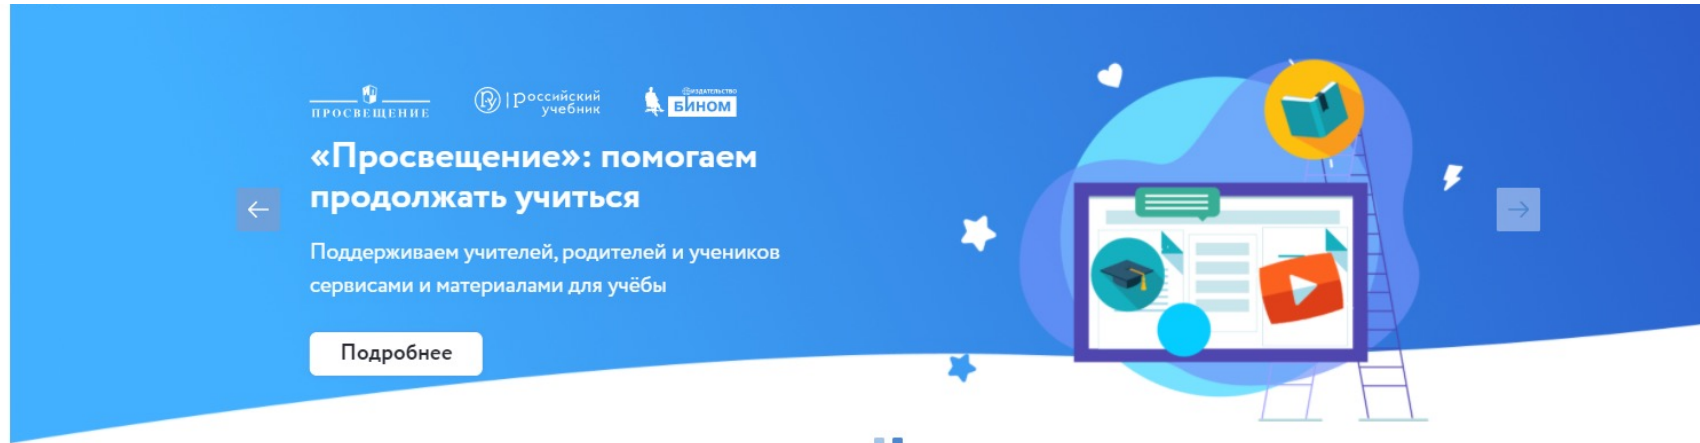 ПРОСВЕЩЕНИЕ
российский
учебник
ИЗДАТЕЛЬСТВО
БИНОМ
«Просвещение»: помогаем
продолжать учиться
Поддерживаем учителей, родителей и учеников
сервисами и материалами для учёбы
Подробнее